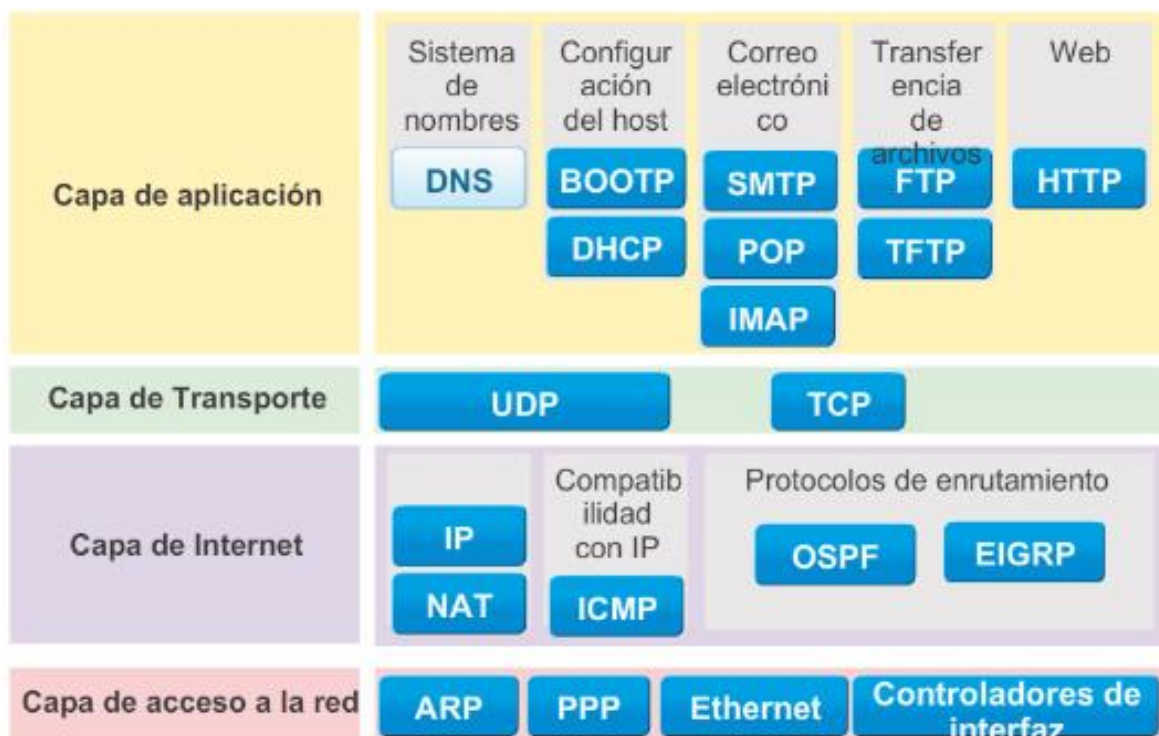 Capa de aplicación
Sistema
de
nombres
DNS
Configur
ación
del host
BOOTP
DHCP
Correo
electróni
co
SMTP
POP
IMAP
Transfer
encia
de
archivos
FTP
TFTP
Web
HTTP
Capa de Transporte
UDP
TCP
Capa de Internet
IP
NAT
Compatib
ilidad
con IP
ICMP
Protocolos de enrutamiento
OSPF
EIGRP
Capa de acceso a la red
ARP
PPP
Ethernet
Controladores de
interfaz